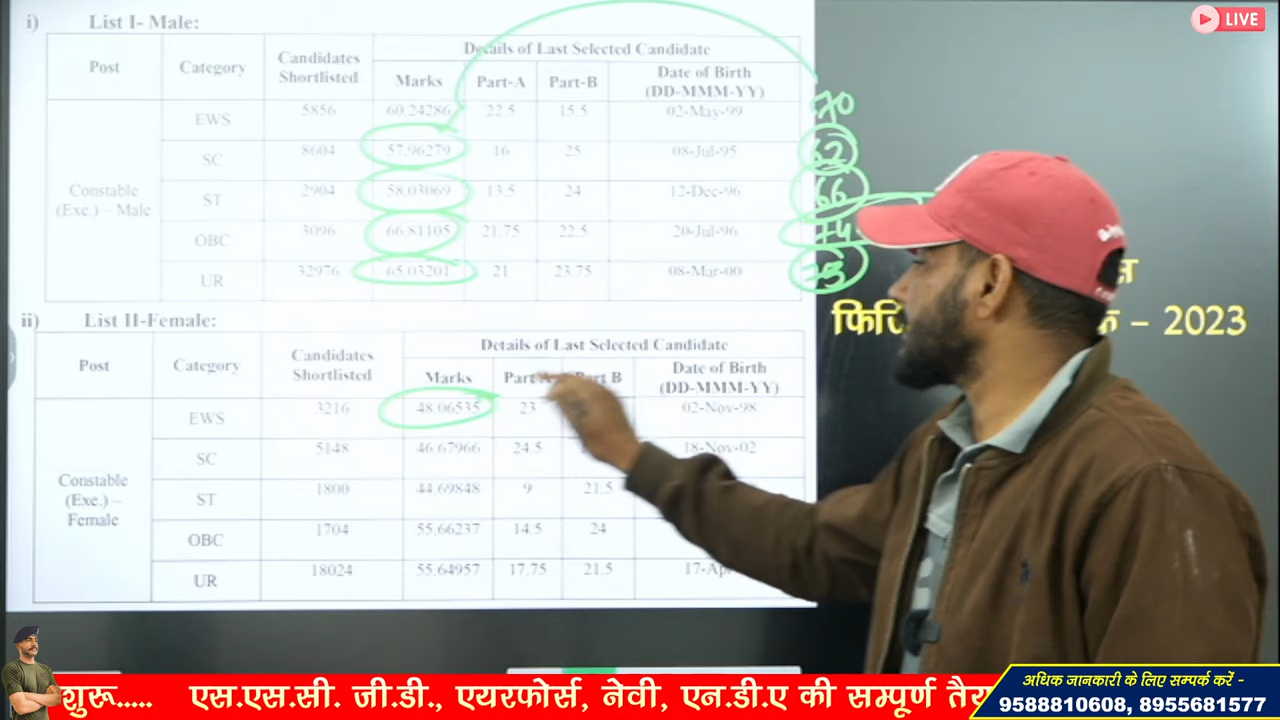 LIVE
i) List I- Male:
Post Category Candidates Shortlisted Details of Last Selected Candidate
Marks Part-A Part-B Date of Birth (DD-MMM-YY)
Constable (Exe.) – Male
EWS 5856 60.24286 22.5 15.5 02-May-99
SC 8604 57.96279 16 25 08-Jul-95
ST 2904 58.03069 13.5 24 12-Dec-96
OBC 3096 66.81105 21.75 22.5 20-Jul-96
UR 32976 65.03201 21 23.75 08-Mar-00
ii) List II-Female:
Post Category Candidates Shortlisted Details of Last Selected Candidate
Marks Part B Date of Birth (DD-MMM-YY)
Constable (Exe.) – Female
EWS 3216 48.06535 23 02-Nov-98
SC 5148 46.67966 24.5 18-Nov-02
ST 1800 44.69848 9 21.5
OBC 1704 55.66237 14.5 24
UR 18024 55.64957 17.75 21.5
– 2023
शुरू..... एस.एस.सी. जी.डी., एयरफोर्स, नेवी, एन.डी.ए की सम्पूर्ण
अधिक जानकारी के लिए सम्पर्क करें -
9588810608, 8955681577